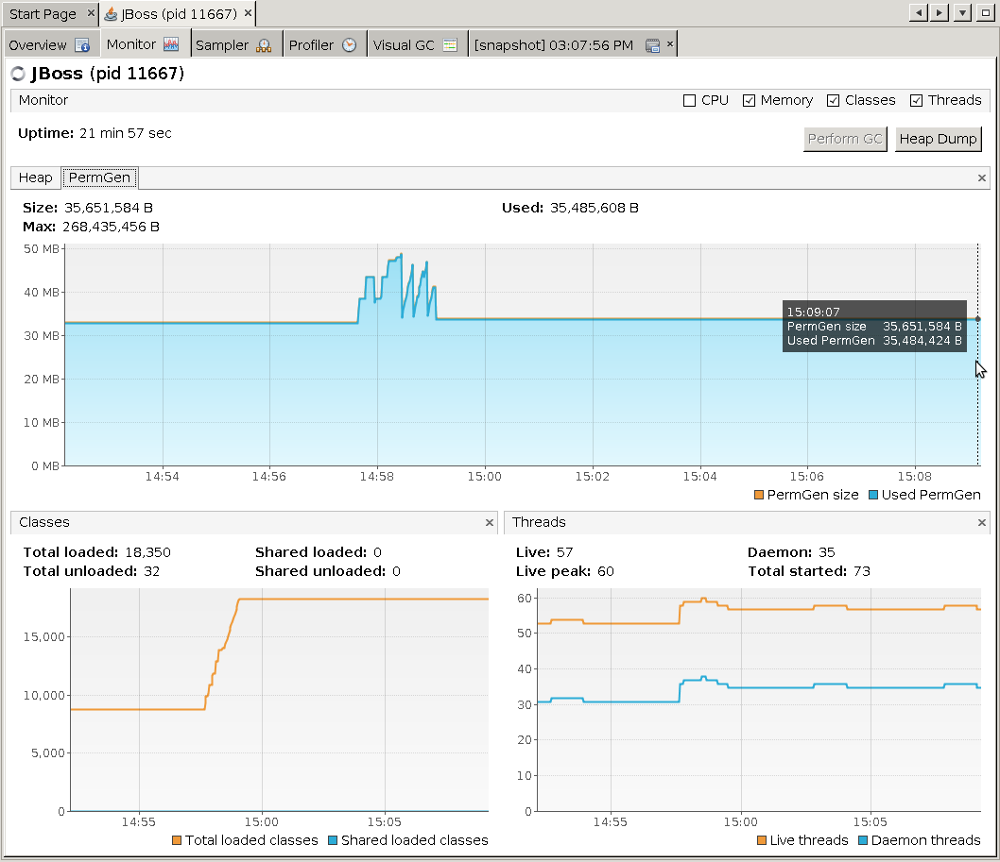 Start Page × JBoss (pid 11667) ×
Overview Monitor Sampler Profiler Visual GC [snapshot] 03:07:56 PM ×
JBoss (pid 11667)
Monitor CPU Memory Classes Threads
Uptime: 21 min 57 sec Perform GC Heap Dump
Heap PermGen ×
Size: 35,651,584 B Used: 35,485,608 B
Max: 268,435,456 B
50 MB
40 MB
30 MB
20 MB
10 MB
0 MB
15:09:07
PermGen size 35,651,584 B
Used PermGen 35,484,424 B
14:54 14:56 14:58 15:00 15:02 15:04 15:06 15:08
PermGen size Used PermGen
Classes ×
Total loaded: 18,350 Shared loaded: 0
Total unloaded: 32 Shared unloaded: 0
15,000
10,000
5,000
0
14:55 15:00 15:05
Total loaded classes Shared loaded classes
Threads ×
Live: 57 Daemon: 35
Live peak: 60 Total started: 73
60
50
40
30
20
10
0
14:55 15:00 15:05
Live threads Daemon threads